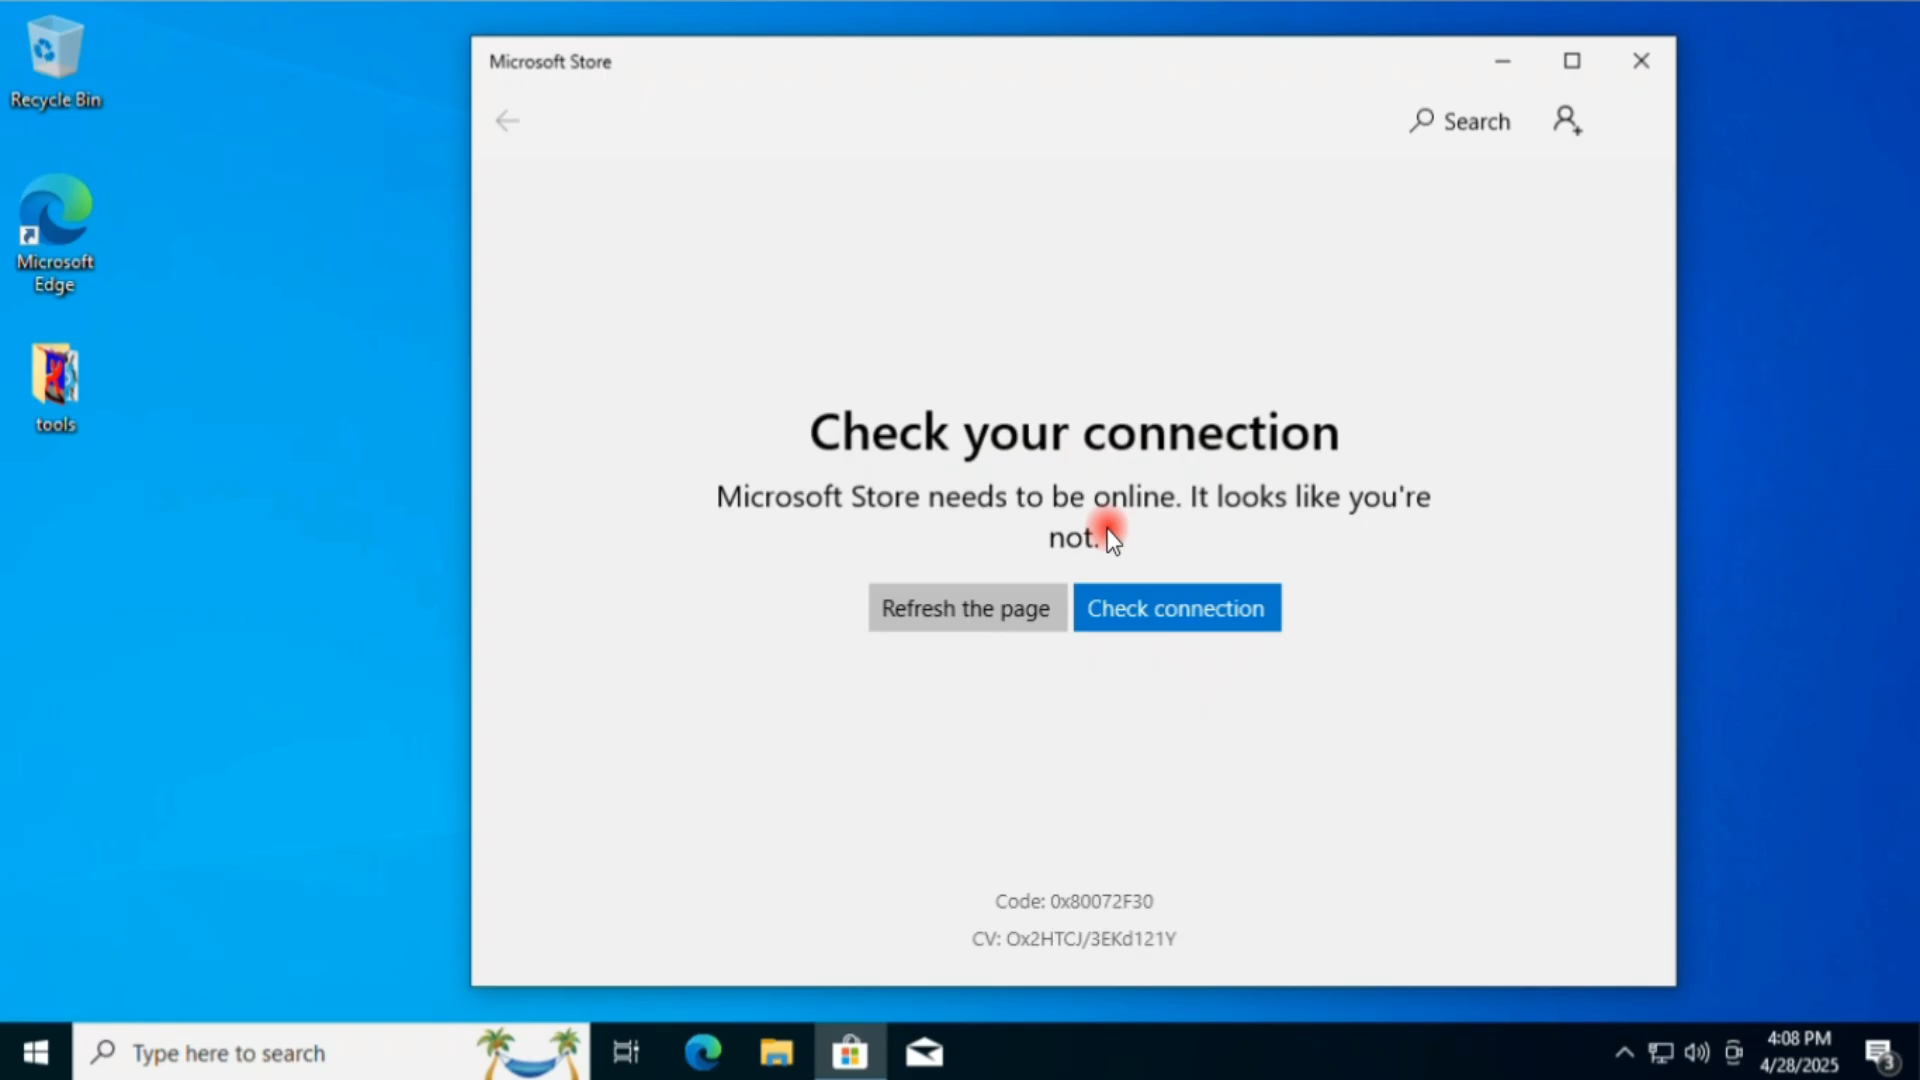 Recycle Bin
Microsoft
Edge
tools
Microsoft Store
Search
Check your connection
Microsoft Store needs to be online. It looks like you're
not.
Refresh the page
Check connection
Code: 0x80072F30
CV: Ox2HTCJ/3EKd121Y
Type here to search
4:08 PM
4/28/2025
3